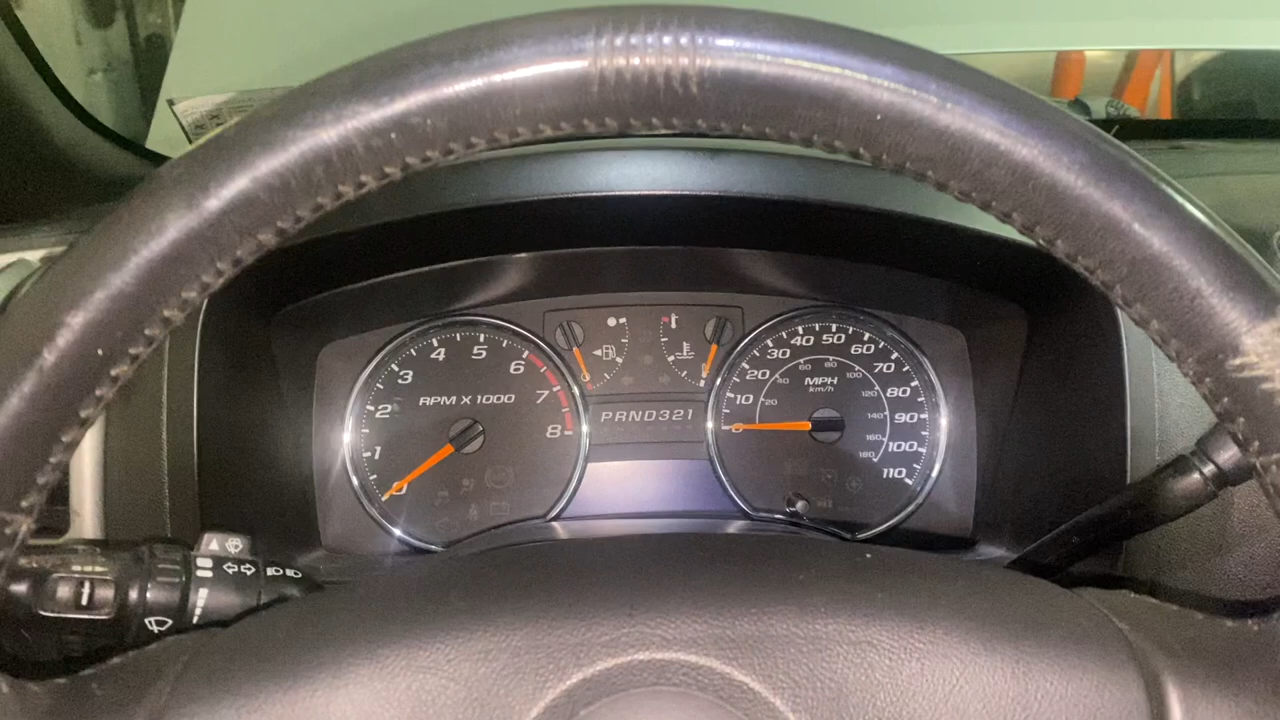 0 1 2 3 4 5 6 7 8
RPM X 1000
PRND321
0 10 20 30 40 50 60 70 80 90 100 110
MPH
km/h
20 40 60 80 100 120 140 160 180